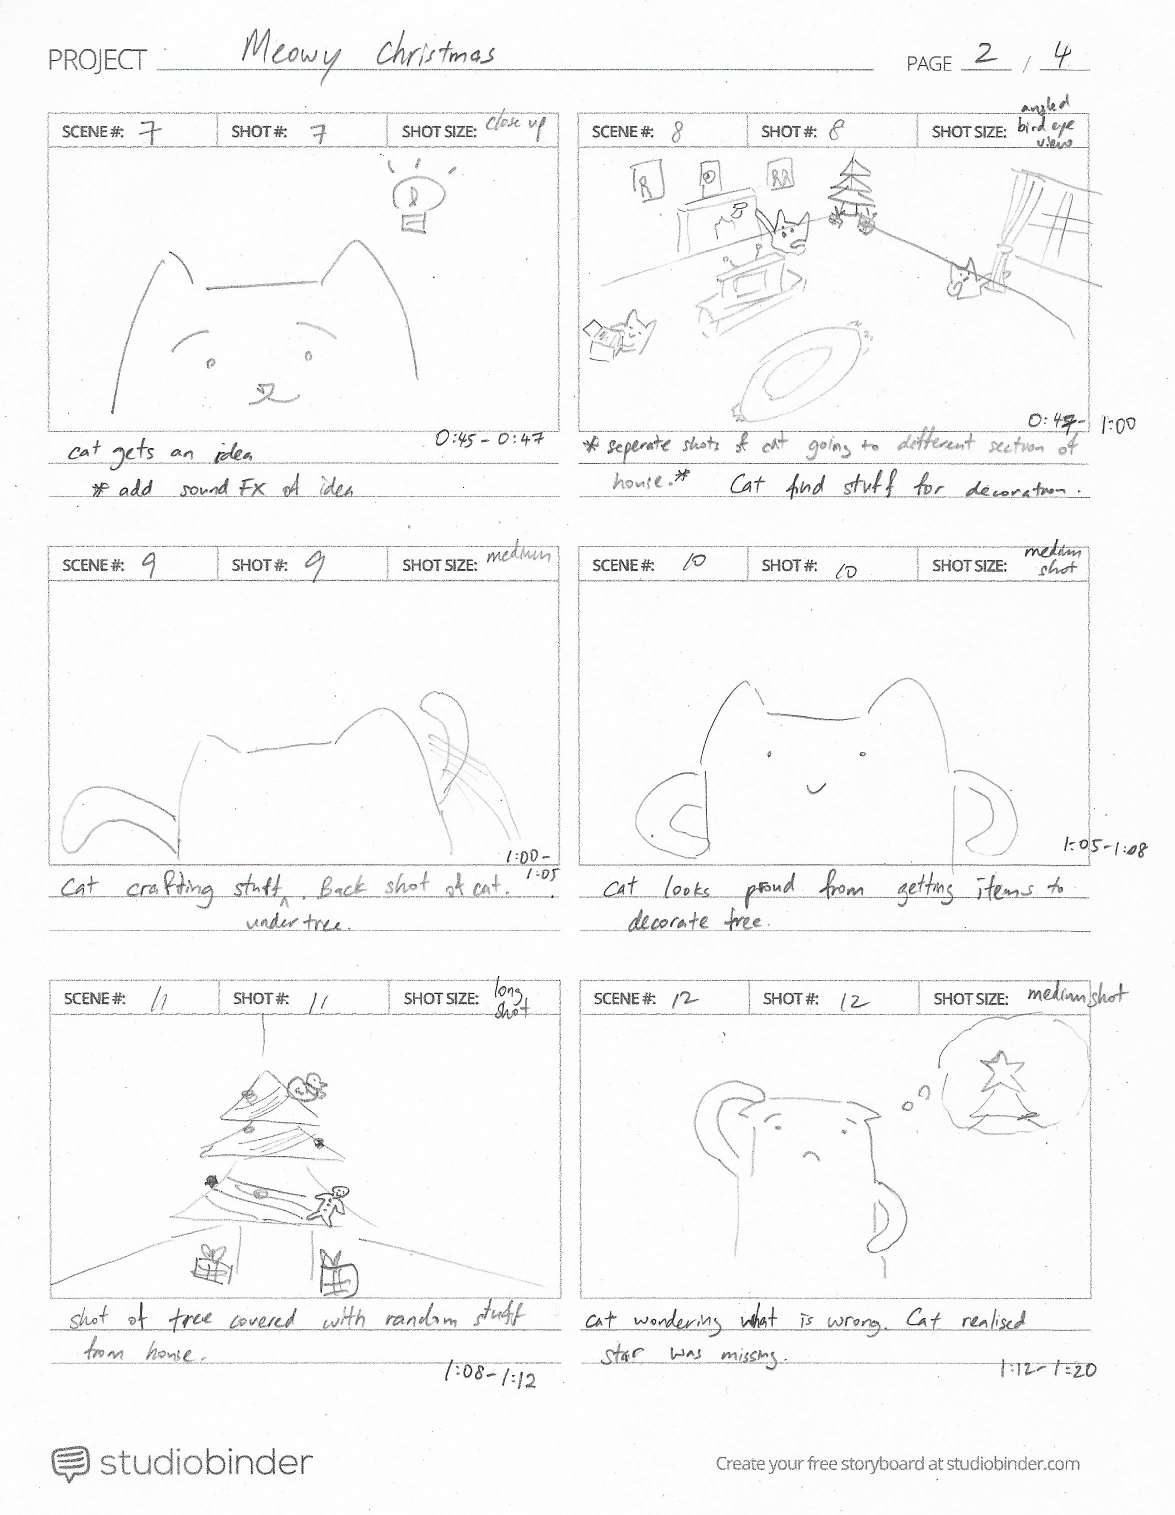 PROJECT Meowy Christmas PAGE 2 / 4
SCENE #: 7 SHOT #: 7 SHOT SIZE: close up
0:45 - 0:47
cat gets an idea
* add sound FX of idea
SCENE #: 8 SHOT #: 8 SHOT SIZE: angled
bird eye
view
0:47 - 1:00
* seperate shots of cat going to different section of
house. * Cat find stuff for decoration.
SCENE #: 9 SHOT #: 9 SHOT SIZE: medium
1:00 -
1:05
Cat crafting stuff ^. Back shot of cat.
under tree.
SCENE #: 10 SHOT #: 10 SHOT SIZE: medium
shot
1:05 - 1:08
Cat looks proud from getting items to
decorate tree.
SCENE #: 11 SHOT #: 11 SHOT SIZE: long
shot
shot of tree covered with random stuff
from house.
1:08 - 1:12
SCENE #: 12 SHOT #: 12 SHOT SIZE: medium shot
cat wondering what is wrong. Cat realised
star was missing.
1:12 - 1:20
studiobinder
Create your free storyboard at studiobinder.com